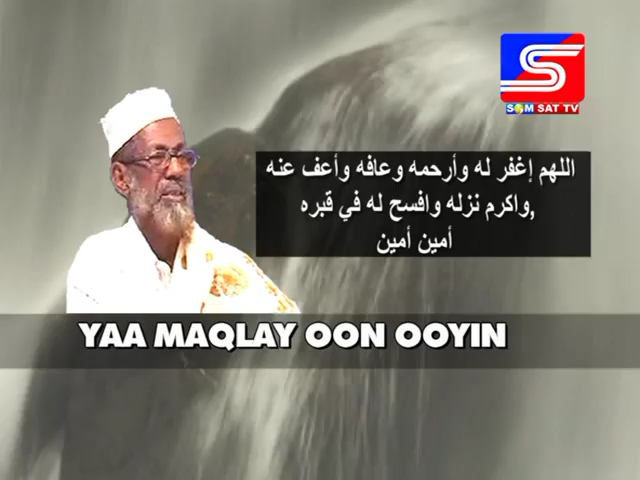 SOM SAT TV
اللهم إغفر له وأرحمه وعافه وأعف عنه
,واكرم نزله وافسح له في قبره
أمين أمين
YAA MAQLAY OON OOYIN